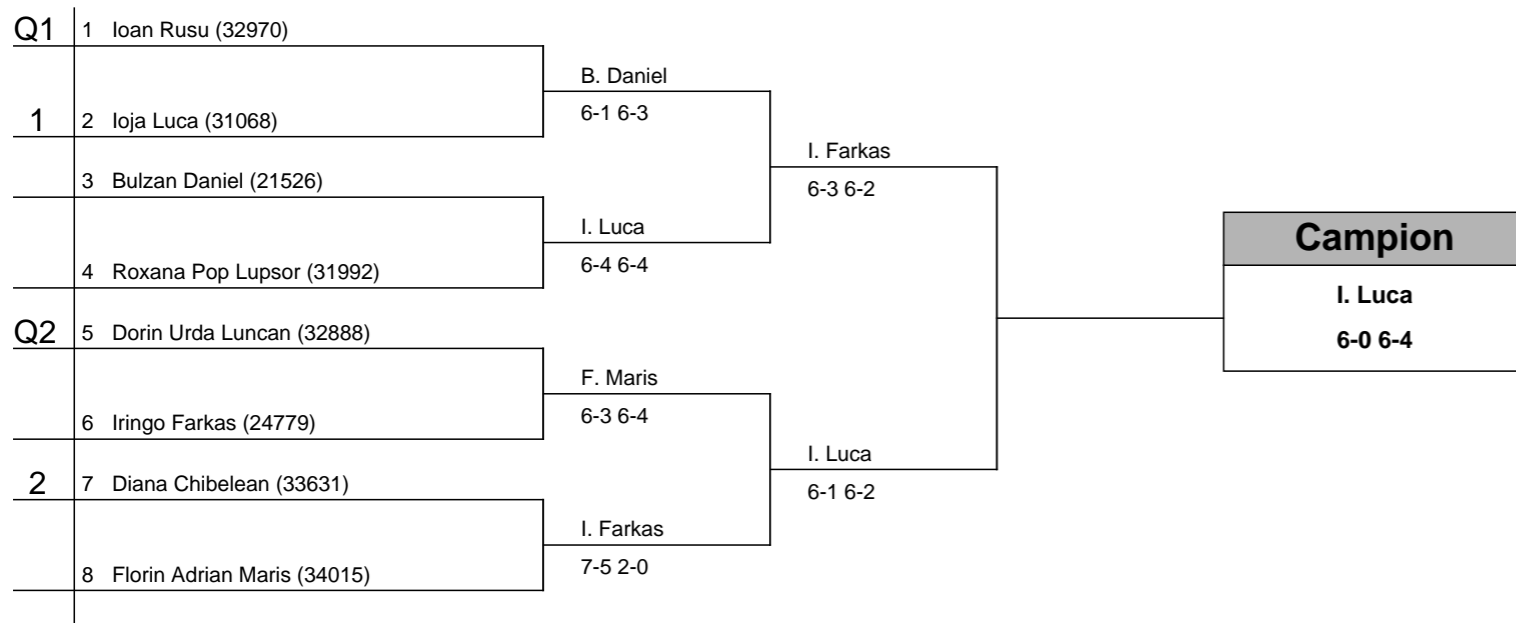 Q1 1 Ioan Rusu (32970)
B. Daniel
6-1 6-3
1 2 Ioja Luca (31068)
I. Farkas
6-3 6-2
3 Bulzan Daniel (21526)
I. Luca
6-4 6-4
4 Roxana Pop Lupsor (31992)
Campion
I. Luca
6-0 6-4
Q2 5 Dorin Urda Luncan (32888)
F. Maris
6-3 6-4
6 Iringo Farkas (24779)
I. Luca
6-1 6-2
2 7 Diana Chibelean (33631)
I. Farkas
7-5 2-0
8 Florin Adrian Maris (34015)